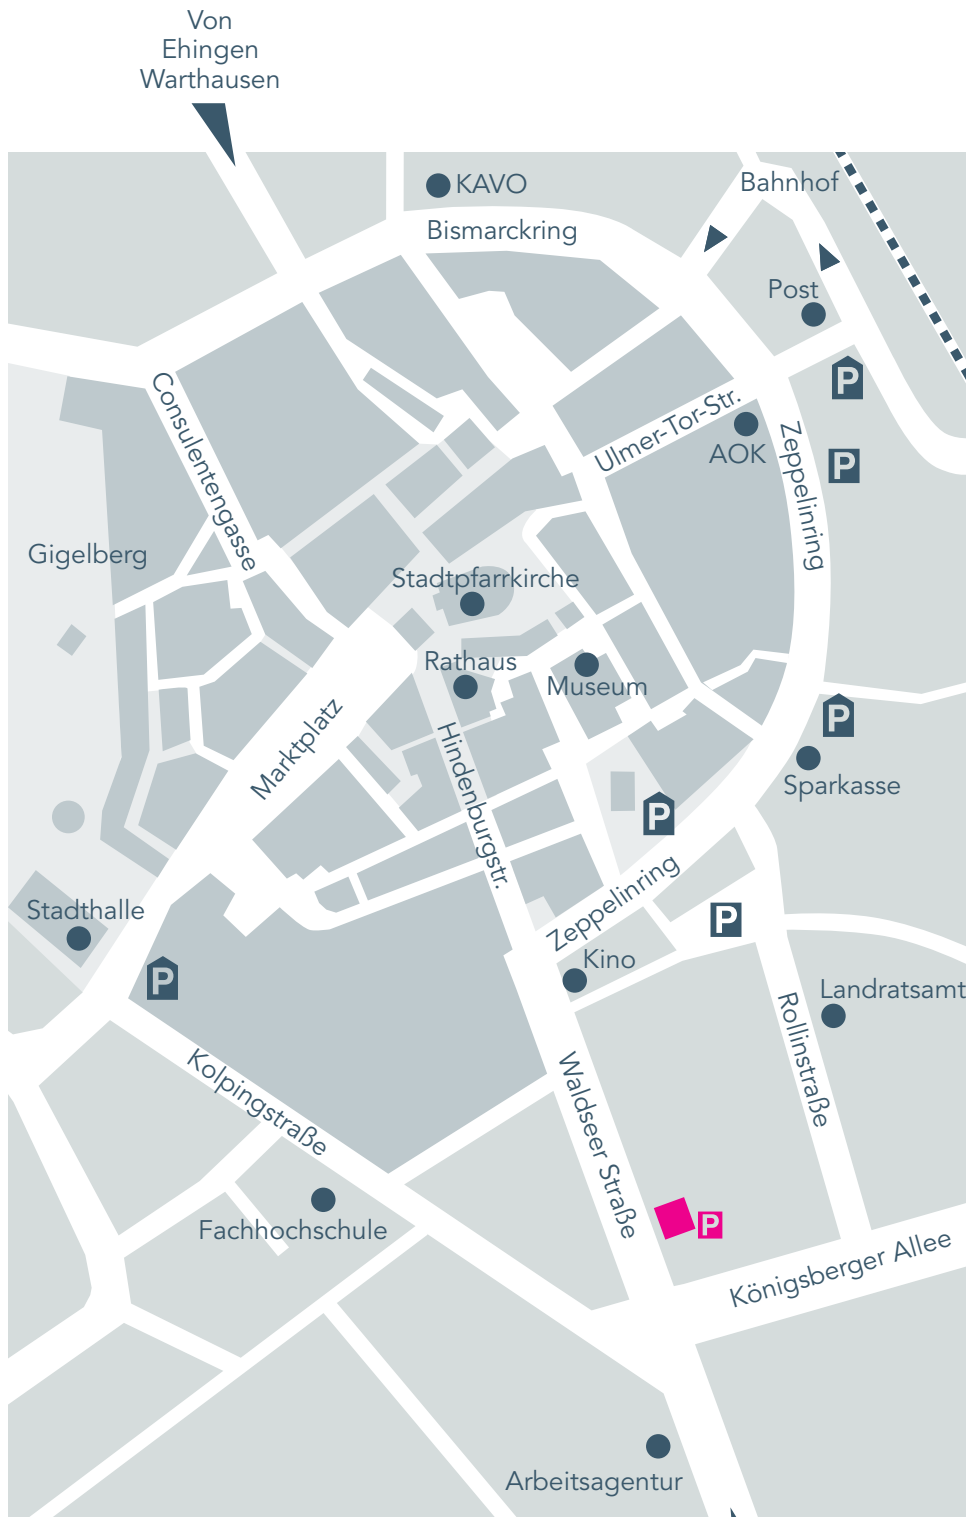 Von
Ehingen
Warthausen
KAVO
Bahnhof
Bismarckring
Post
P
Consulentengasse
Ulmer-Tor-Str.
AOK
P
Zeppelinring
Gigelberg
Stadtpfarrkirche
Rathaus
Museum
Marktplatz
Hindenburgstr.
P
Sparkasse
P
Zeppelinring
Stadthalle
P
Kino
P
Landratsamt
Rollinstraße
Kolpingstraße
Waldseer Straße
Fachhochschule
P
Königsberger Allee
Arbeitsagentur